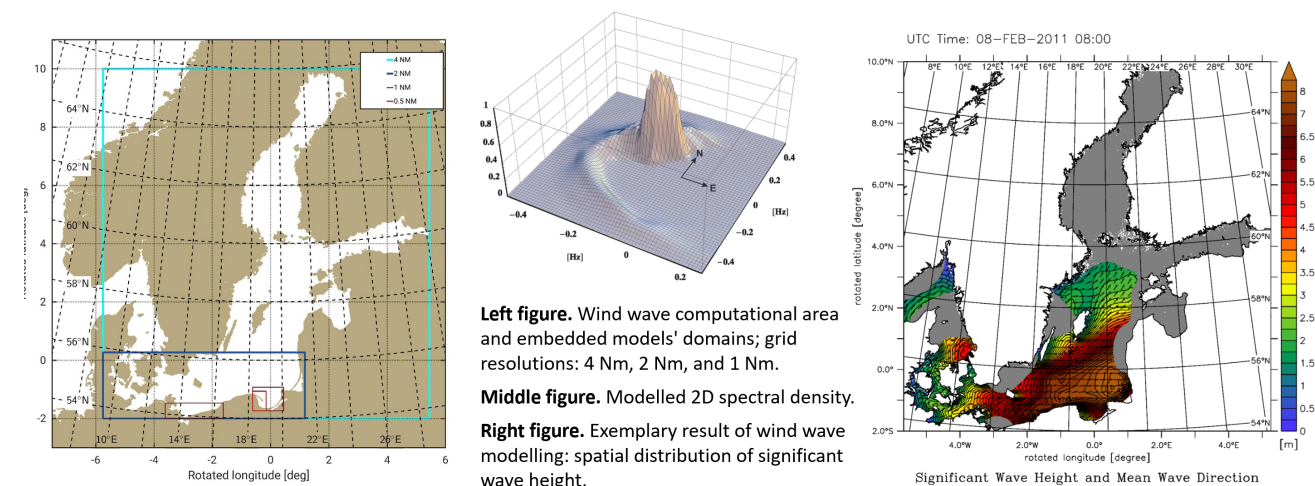 4 NM
2 NM
1 NM
0.5 NM
10
8
6
4
2
0
-2
64°N
62°N
60°N
58°N
56°N
54°N
10°E 14°E 18°E 22°E 26°E
-6 -4 -2 0 2 4 6
Rotated longitude [deg]
1
0.8
0.6
0.4
0.2
0
-0.4
-0.2
0
0.2
[Hz]
0.4
0.2
0
-0.2
-0.4
[Hz]
N
E
Left figure. Wind wave computational area
and embedded models' domains; grid
resolutions: 4 Nm, 2 Nm, and 1 Nm.
Middle figure. Modelled 2D spectral density.
Right figure. Exemplary result of wind wave
modelling: spatial distribution of significant
wave height.
UTC Time: 08-FEB-2011 08:00
8°E 10°E 12°E 14°E 16°E 18°E 20°E 22°E 24°E 26°E 28°E 30°E
10.0°N
8.0°N
6.0°N
4.0°N
2.0°N
0.0°
2.0°S
rotated latitude [degree]
64°N
62°N
60°N
58°N
56°N
54°N
4.0°W 2.0°W 0.0° 2.0°E 4.0°E
rotated longitude [degree]
8
7
6.5
6
5.5
5
4.5
4
3.5
3
2.5
2
1.5
1
0.5
0
[m]
Significant Wave Height and Mean Wave Direction